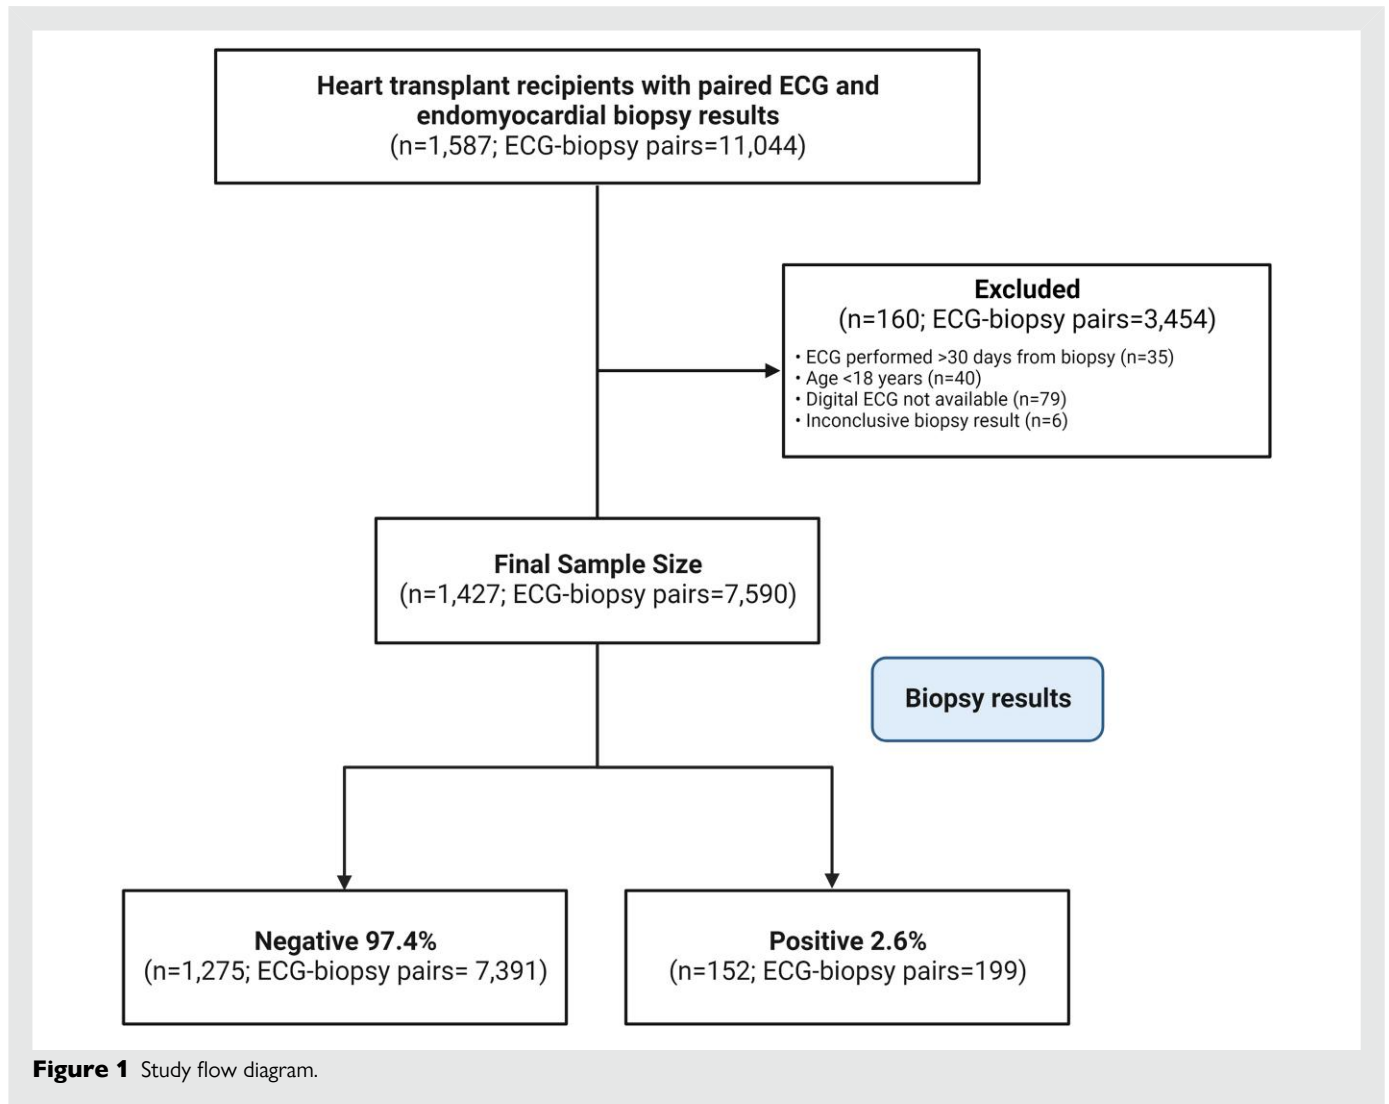 Heart transplant recipients with paired ECG and
endomyocardial biopsy results
(n=1,587; ECG-biopsy pairs=11,044)
Excluded
(n=160; ECG-biopsy pairs=3,454)
• ECG performed >30 days from biopsy (n=35)
• Age <18 years (n=40)
• Digital ECG not available (n=79)
• Inconclusive biopsy result (n=6)
Final Sample Size
(n=1,427; ECG-biopsy pairs=7,590)
Biopsy results
Negative 97.4%
(n=1,275; ECG-biopsy pairs= 7,391)
Positive 2.6%
(n=152; ECG-biopsy pairs=199)
Figure 1 Study flow diagram.